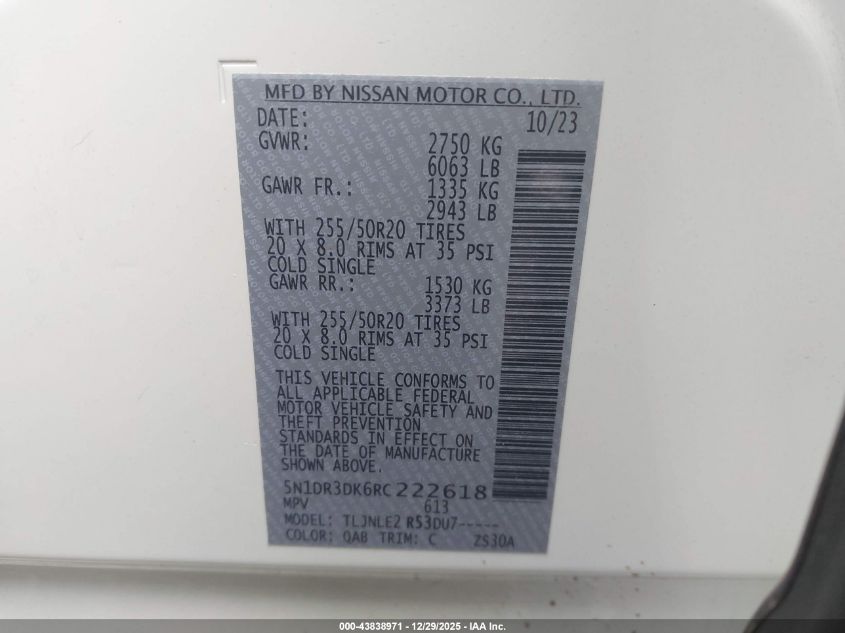 MFD BY NISSAN MOTOR CO., LTD.
DATE: 10/23
GVWR: 2750 KG
6063 LB
GAWR FR.: 1335 KG
2943 LB
WITH 255/50R20 TIRES
20 X 8.0 RIMS AT 35 PSI
COLD SINGLE
GAWR RR.: 1530 KG
3373 LB
WITH 255/50R20 TIRES
20 X 8.0 RIMS AT 35 PSI
COLD SINGLE
THIS VEHICLE CONFORMS TO
ALL APPLICABLE FEDERAL
MOTOR VEHICLE SAFETY AND
THEFT PREVENTION
STANDARDS IN EFFECT ON
THE DATE OF MANUFACTURE
SHOWN ABOVE.
5N1DR3DK6RC222618
MPV 613
MODEL: TLJNLE2 R53DU7-----
COLOR: QAB TRIM: C ZS30A
000-43838971 - 12/29/2025 - IAA Inc.